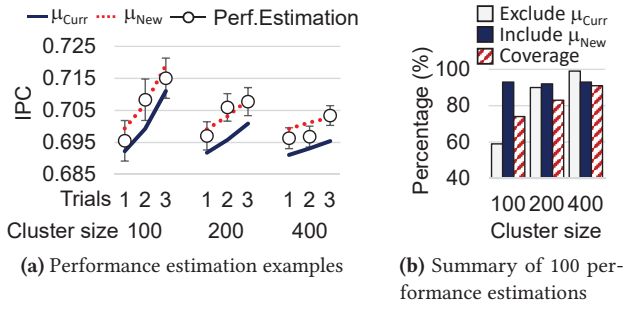 μCurr μNew Perf.Estimation
IPC
0.725
0.715
0.705
0.695
0.685
Trials 1 2 3 1 2 3 1 2 3
Cluster size 100 200 400
(a) Performance estimation examples
Exclude μCurr
Include μNew
Coverage
Percentage (%)
100
80
60
40
100 200 400
Cluster size
(b) Summary of 100 per-
formance estimations